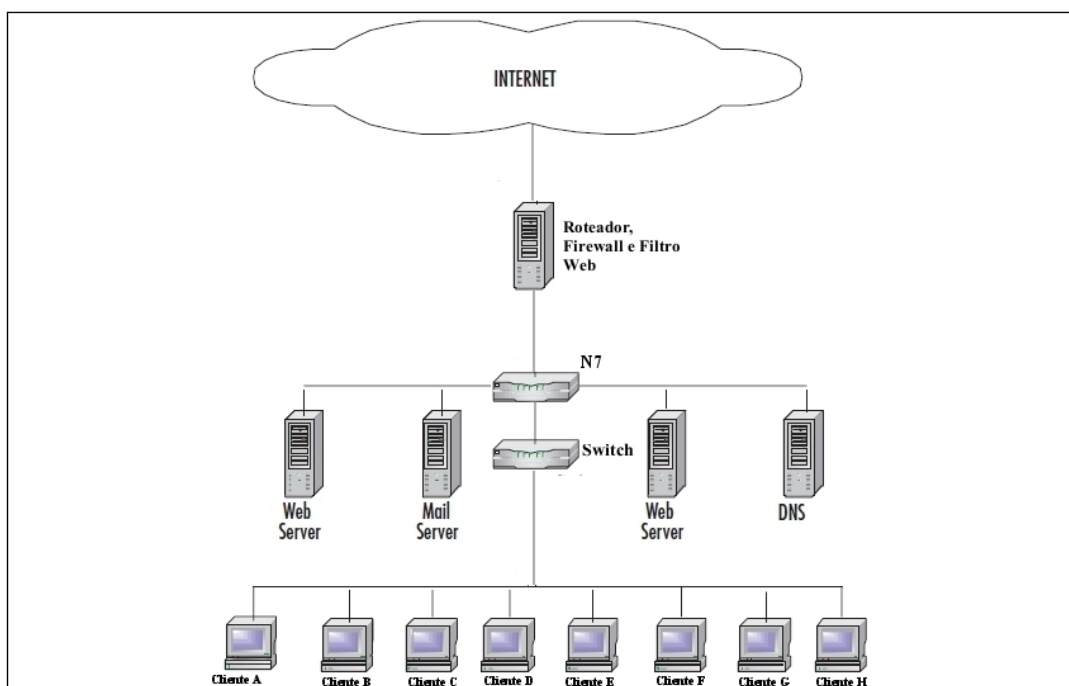 INTERNET
Roteador,
Firewall e Filtro
Web
N7
Switch
Web
Server
Mail
Server
Web
Server
DNS
Cliente A
Cliente B
Cliente C
Cliente D
Cliente E
Cliente F
Cliente G
Cliente H